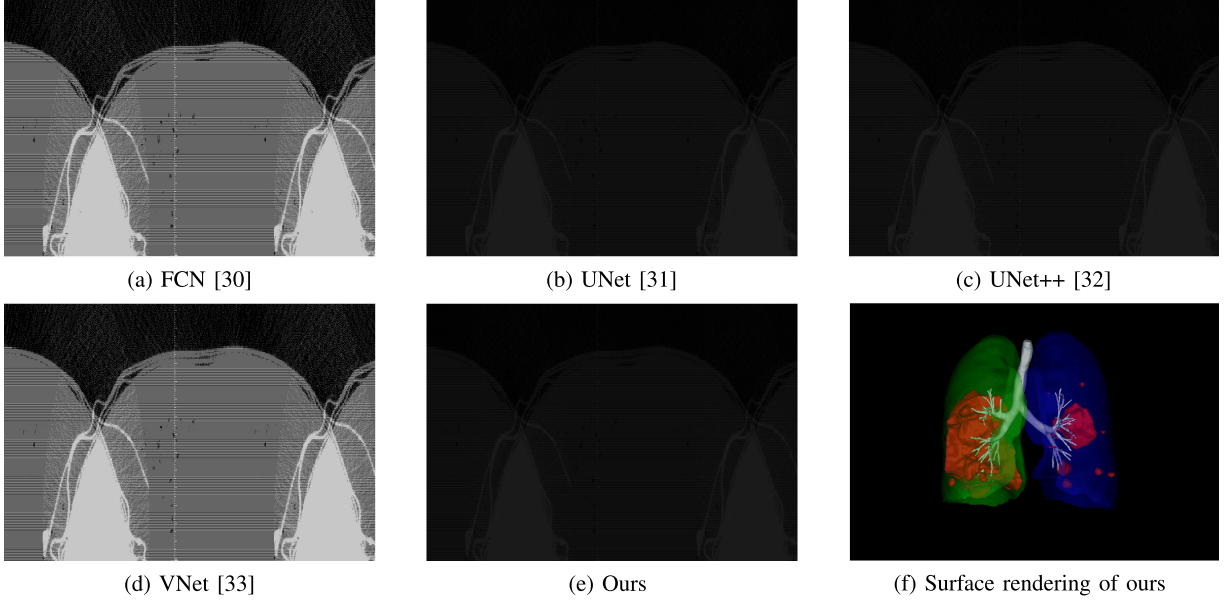 (a) FCN [30]
(b) UNet [31]
(c) UNet++ [32]
(d) VNet [33]
(e) Ours
(f) Surface rendering of ours